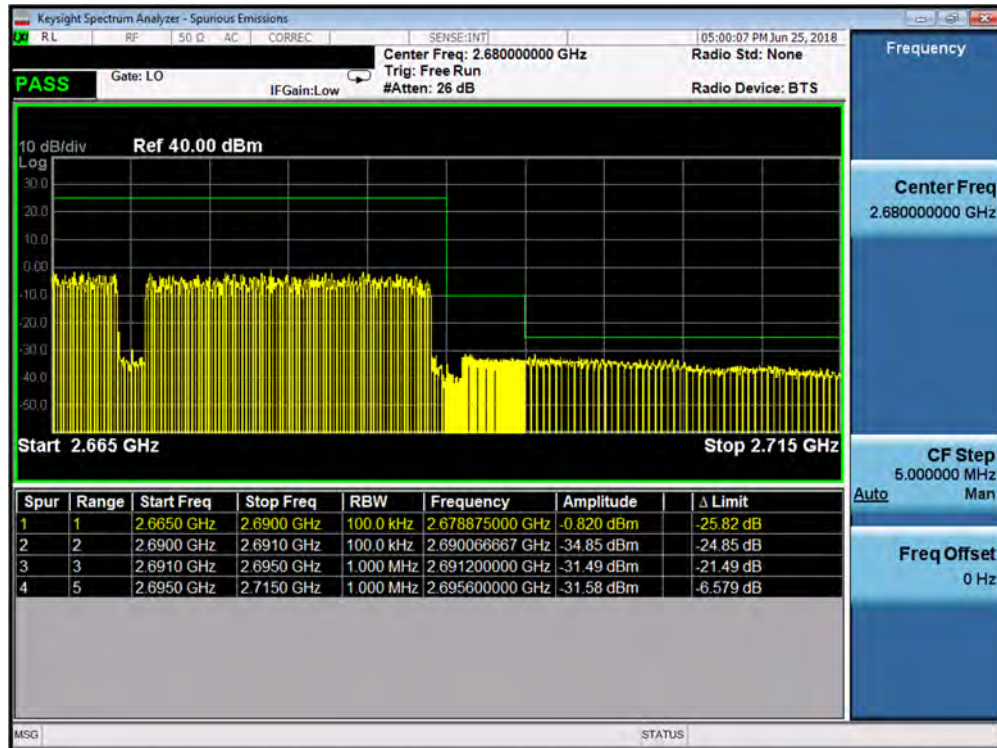 Keysight Spectrum Analyzer - Spurious Emissions
LXI RL RF 50 Ω AC CORREC SENSE:INT 05:00:07 PM Jun 25, 2018
Center Freq: 2.680000000 GHz Radio Std: None
PASS Gate: LO Trig: Free Run
IFGain:Low #Atten: 26 dB Radio Device: BTS
10 dB/div Ref 40.00 dBm
Log
30.0
20.0
10.0
0.00
-10.0
-20.0
-30.0
-40.0
-50.0
Start 2.665 GHz Stop 2.715 GHz
Spur Range Start Freq Stop Freq RBW Frequency Amplitude Δ Limit
1 1 2.6650 GHz 2.6900 GHz 100.0 kHz 2.678875000 GHz -0.820 dBm -25.82 dB
2 2 2.6900 GHz 2.6910 GHz 100.0 kHz 2.690066667 GHz -34.85 dBm -24.85 dB
3 3 2.6910 GHz 2.6950 GHz 1.000 MHz 2.691200000 GHz -31.49 dBm -21.49 dB
4 5 2.6950 GHz 2.7150 GHz 1.000 MHz 2.695600000 GHz -31.58 dBm -6.579 dB
MSG STATUS
Frequency
Center Freq
2.680000000 GHz
CF Step
5.000000 MHz
Auto Man
Freq Offset
0 Hz